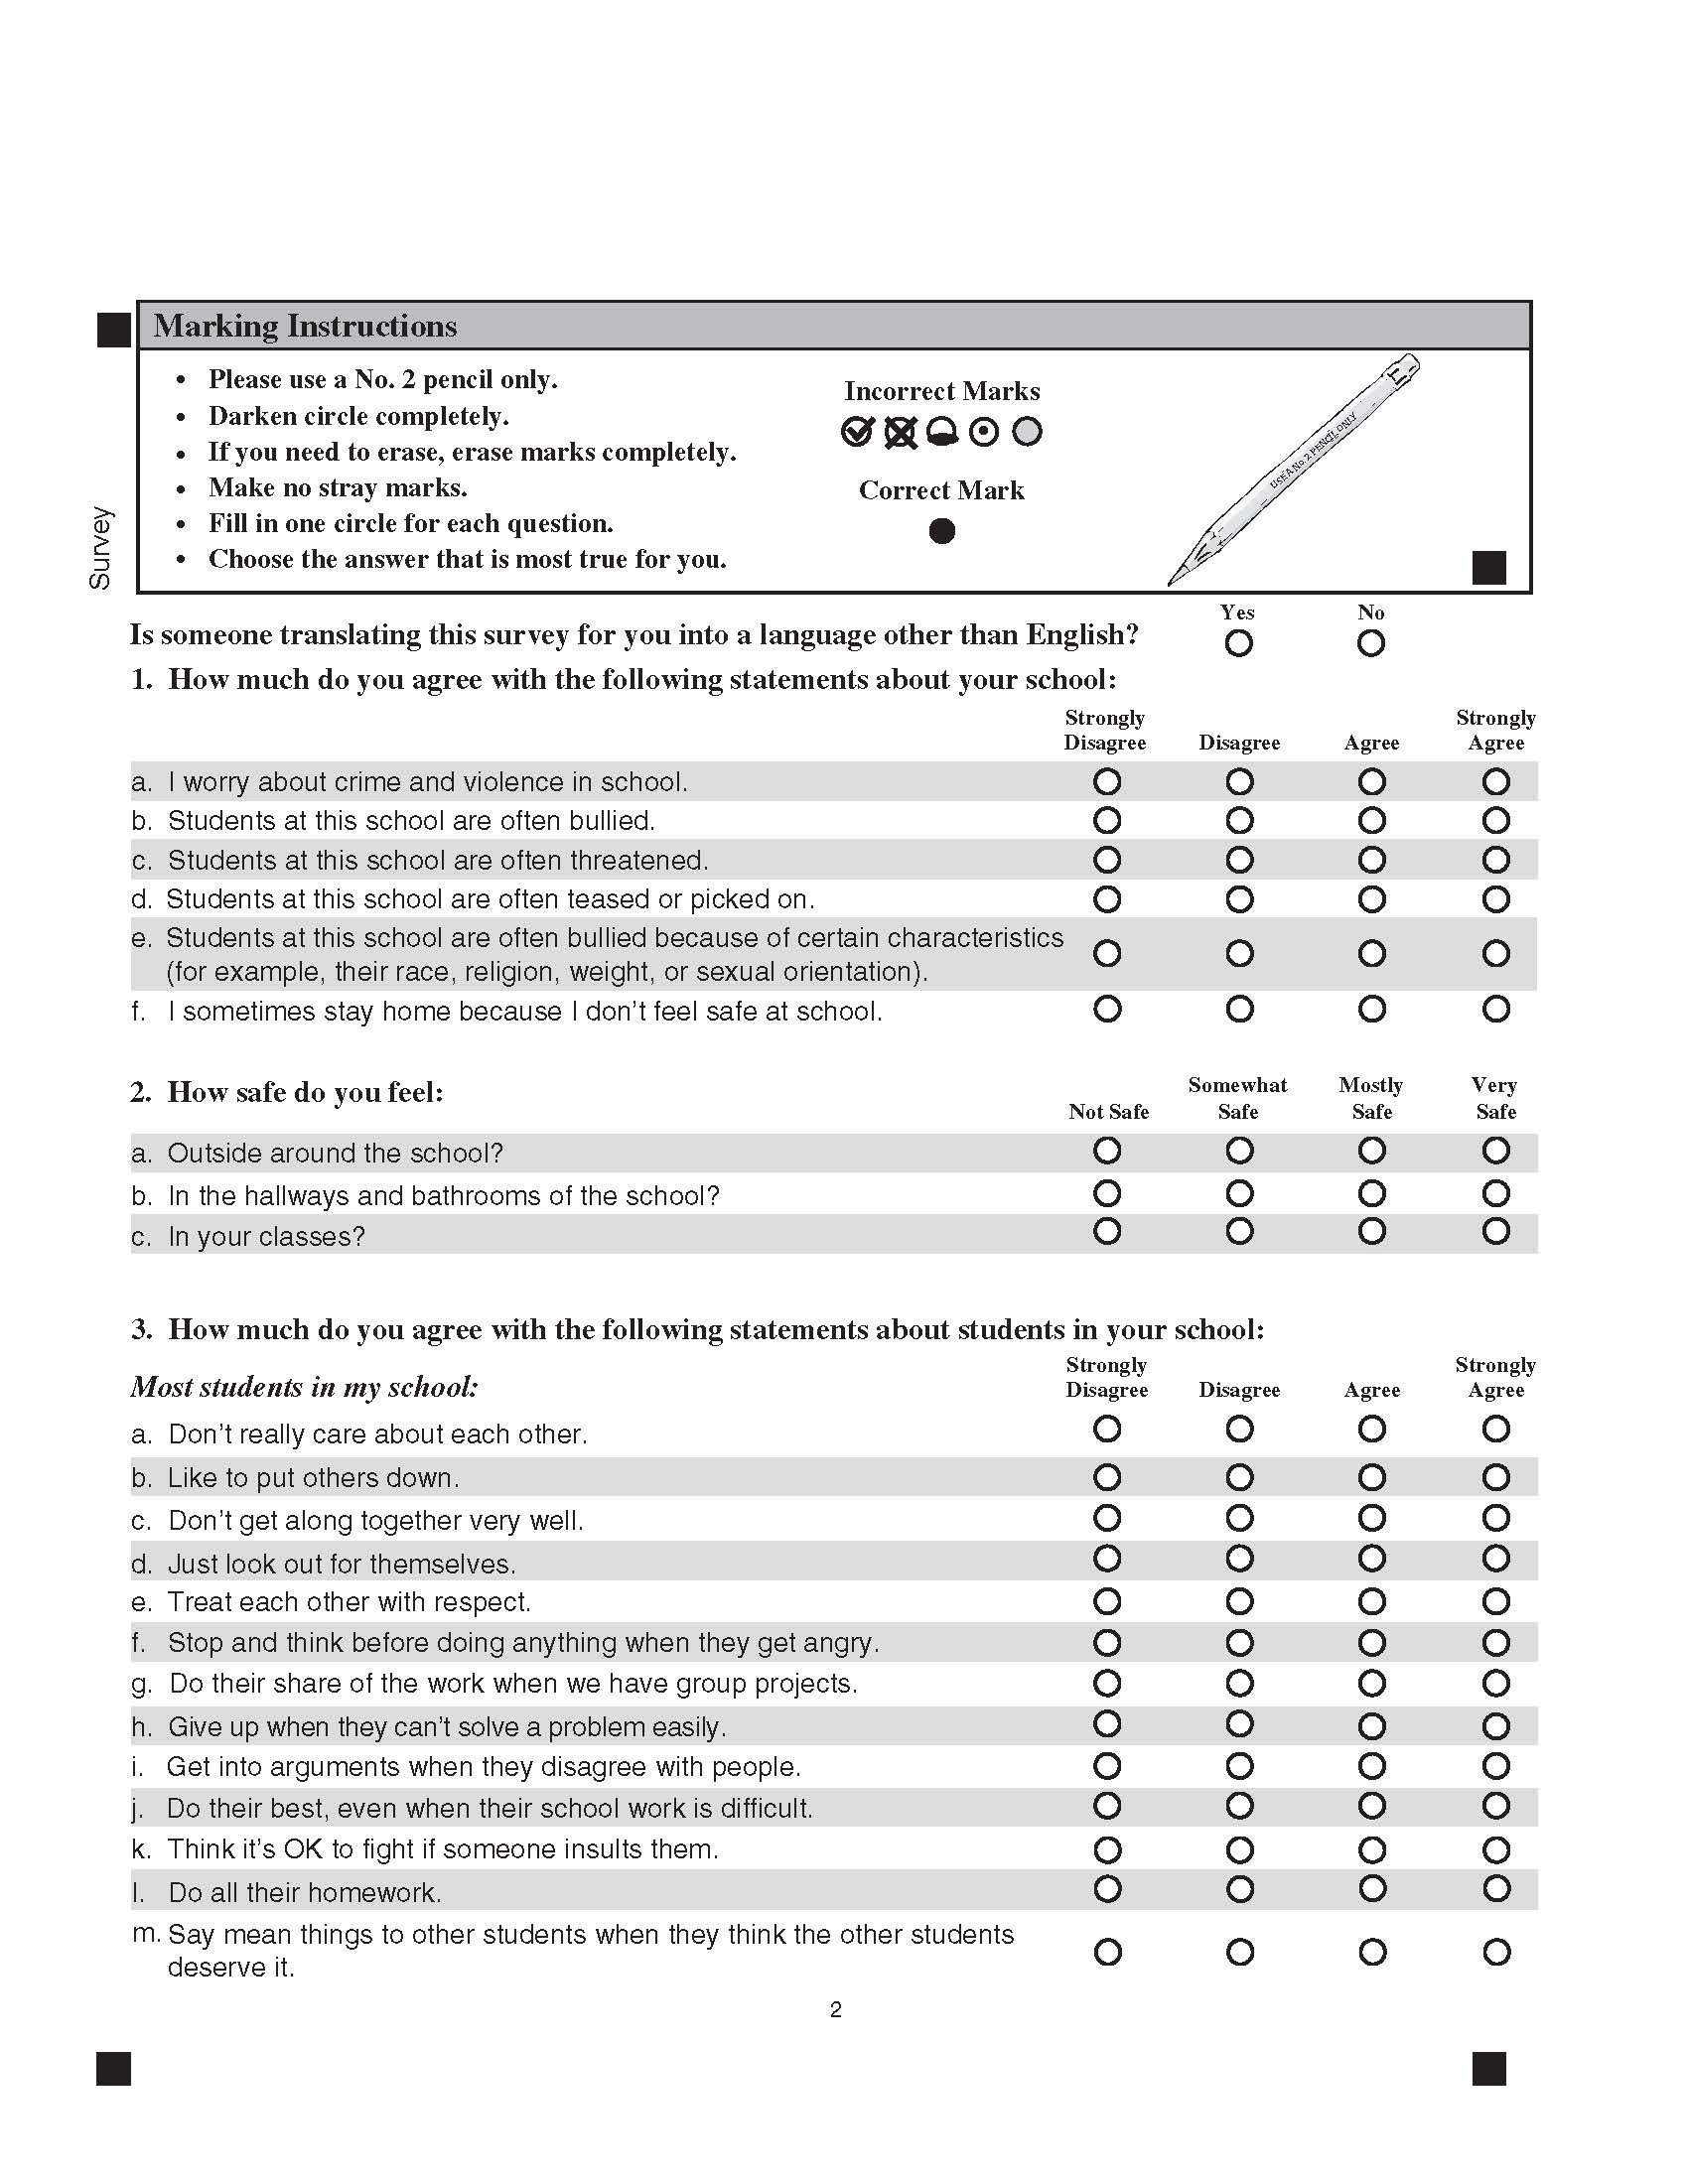 Marking Instructions
• Please use a No. 2 pencil only.
• Darken circle completely.
• If you need to erase, erase marks completely.
• Make no stray marks.
• Fill in one circle for each question.
• Choose the answer that is most true for you.
Incorrect Marks
Correct Mark
USE A No. 2 PENCIL ONLY
Survey
Yes No
Is someone translating this survey for you into a language other than English?
1. How much do you agree with the following statements about your school:
Strongly Strongly
Disagree Disagree Agree Agree
a. I worry about crime and violence in school.
b. Students at this school are often bullied.
c. Students at this school are often threatened.
d. Students at this school are often teased or picked on.
e. Students at this school are often bullied because of certain characteristics
(for example, their race, religion, weight, or sexual orientation).
f. I sometimes stay home because I don't feel safe at school.
2. How safe do you feel:
Somewhat Mostly Very
Not Safe Safe Safe Safe
a. Outside around the school?
b. In the hallways and bathrooms of the school?
c. In your classes?
3. How much do you agree with the following statements about students in your school:
Strongly Strongly
Most students in my school: Disagree Disagree Agree Agree
a. Don't really care about each other.
b. Like to put others down.
c. Don't get along together very well.
d. Just look out for themselves.
e. Treat each other with respect.
f. Stop and think before doing anything when they get angry.
g. Do their share of the work when we have group projects.
h. Give up when they can't solve a problem easily.
i. Get into arguments when they disagree with people.
j. Do their best, even when their school work is difficult.
k. Think it's OK to fight if someone insults them.
l. Do all their homework.
m. Say mean things to other students when they think the other students
deserve it.
2